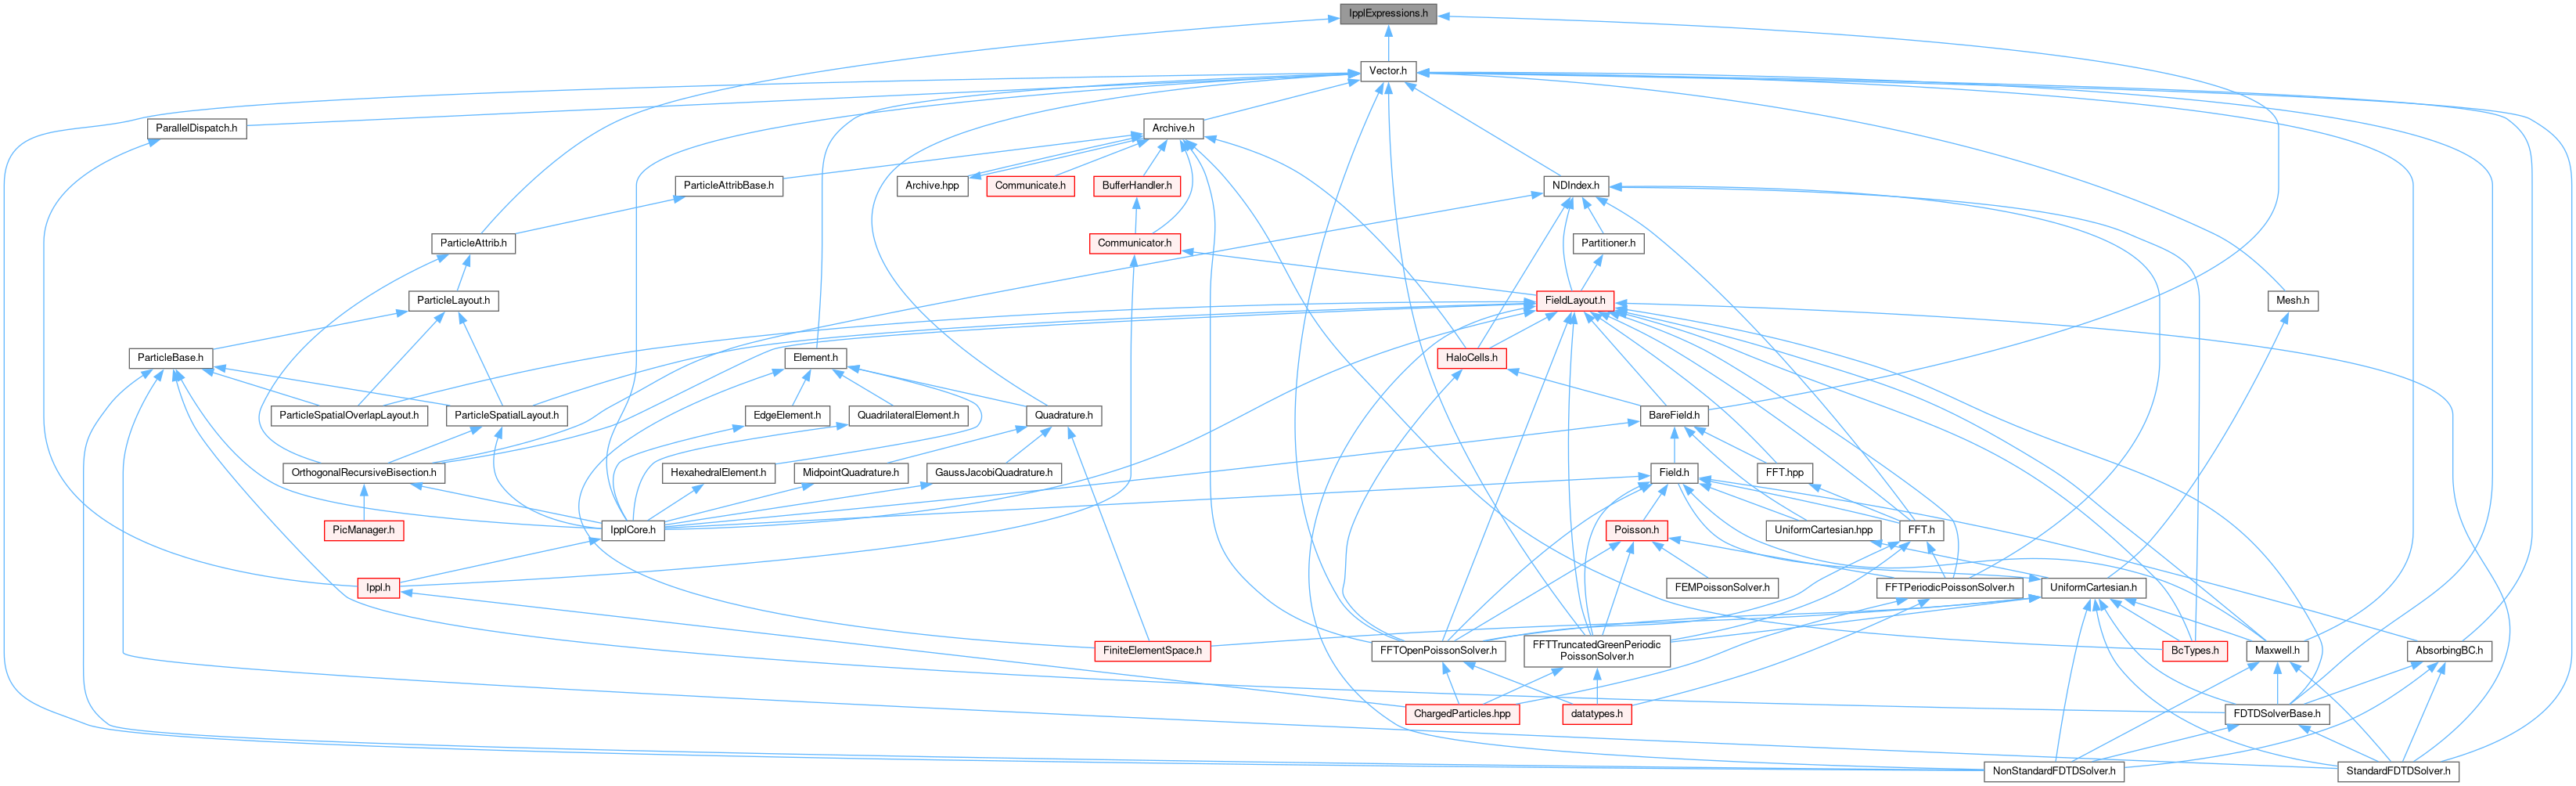 IpplExpressions.h
Vector.h
ParallelDispatch.h
Archive.h
ParticleAttribBase.h
Archive.hpp
Communicate.h
BufferHandler.h
NDIndex.h
ParticleAttrib.h
Communicator.h
Partitioner.h
ParticleLayout.h
FieldLayout.h
Mesh.h
ParticleBase.h
Element.h
HaloCells.h
ParticleSpatialOverlapLayout.h
ParticleSpatialLayout.h
EdgeElement.h
QuadrilateralElement.h
Quadrature.h
BareField.h
OrthogonalRecursiveBisection.h
HexahedralElement.h
MidpointQuadrature.h
GaussJacobiQuadrature.h
Field.h
FFT.hpp
PicManager.h
IpplCore.h
Poisson.h
UniformCartesian.hpp
FFT.h
Ippl.h
FEMPoissonSolver.h
FFTPeriodicPoissonSolver.h
UniformCartesian.h
FiniteElementSpace.h
FFTOpenPoissonSolver.h
FFTTruncatedGreenPeriodic
PoissonSolver.h
BcTypes.h
Maxwell.h
AbsorbingBC.h
ChargedParticles.hpp
datatypes.h
FDTDSolverBase.h
NonStandardFDTDSolver.h
StandardFDTDSolver.h